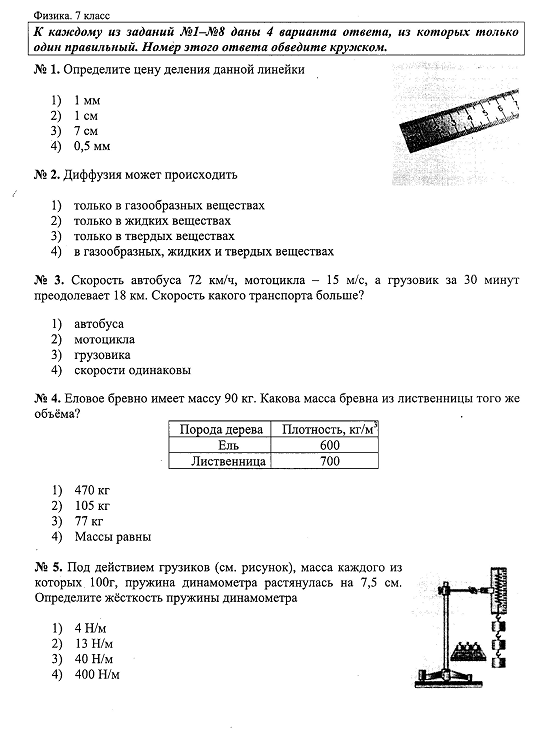 Физика. 7 класс
К каждому из заданий №1–№8 даны 4 варианта ответа, из которых только
один правильный. Номер этого ответа обведите кружком.
№ 1. Определите цену деления данной линейки
1) 1 мм
2) 1 см
3) 7 см
4) 0,5 мм
№ 2. Диффузия может происходить
1) только в газообразных веществах
2) только в жидких веществах
3) только в твердых веществах
4) в газообразных, жидких и твердых веществах
№ 3. Скорость автобуса 72 км/ч, мотоцикла – 15 м/с, а грузовик за 30 минут
преодолевает 18 км. Скорость какого транспорта больше?
1) автобуса
2) мотоцикла
3) грузовика
4) скорости одинаковы
№ 4. Еловое бревно имеет массу 90 кг. Какова масса бревна из лиственницы того же
объёма?
Порода дерева Плотность, кг/м³
Ель 600
Лиственница 700
1) 470 кг
2) 105 кг
3) 77 кг
4) Массы равны
№ 5. Под действием грузиков (см. рисунок), масса каждого из
которых 100г, пружина динамометра растянулась на 7,5 см.
Определите жёсткость пружины динамометра
1) 4 Н/м
2) 13 Н/м
3) 40 Н/м
4) 400 Н/м